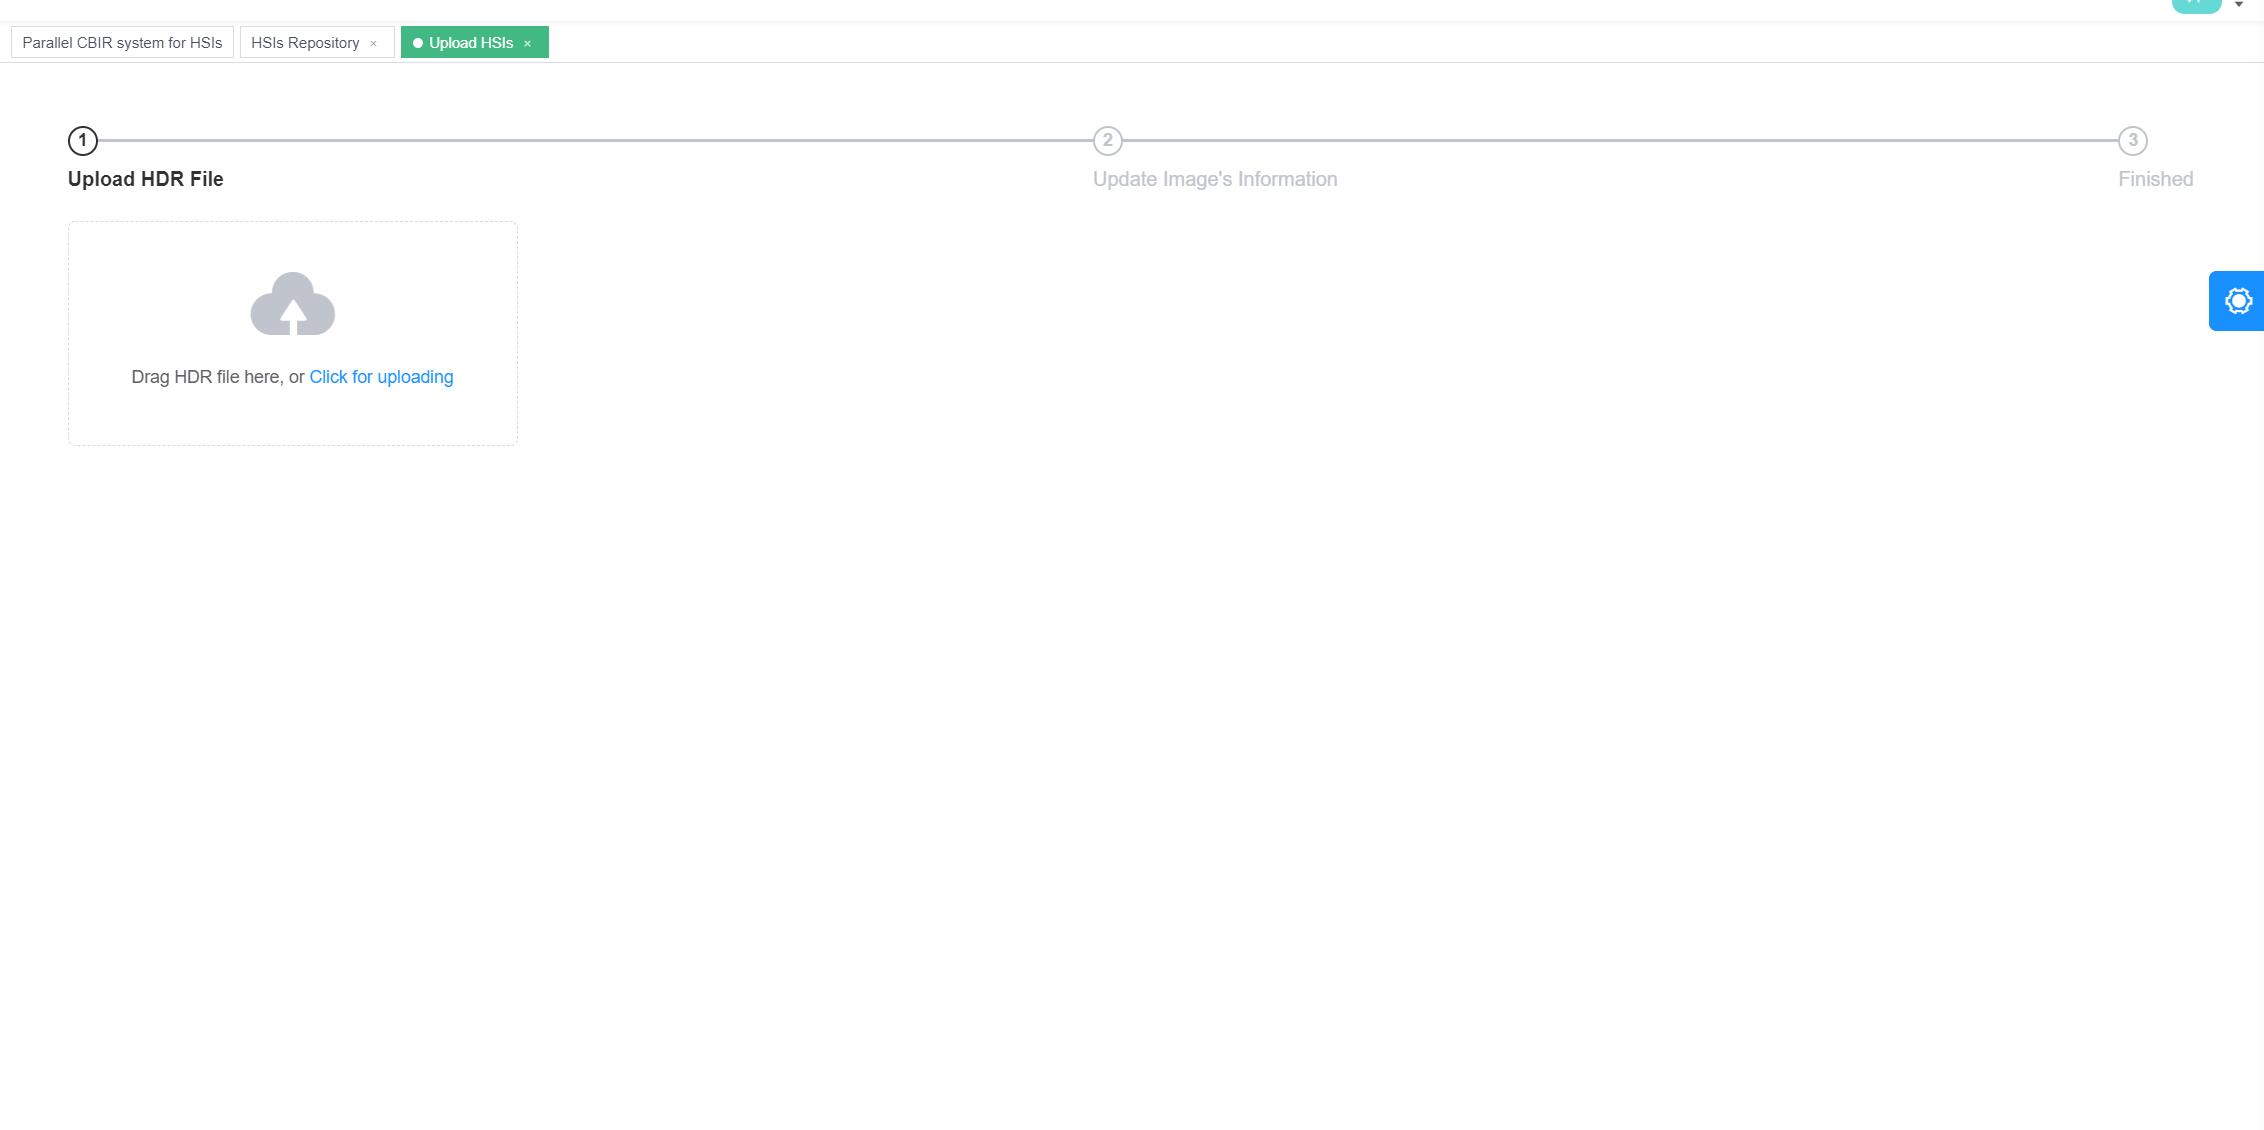 Parallel CBIR system for HSIs HSIs Repository × Upload HSIs ×
1 2 3
Upload HDR File Update Image's Information Finished
Drag HDR file here, or Click for uploading